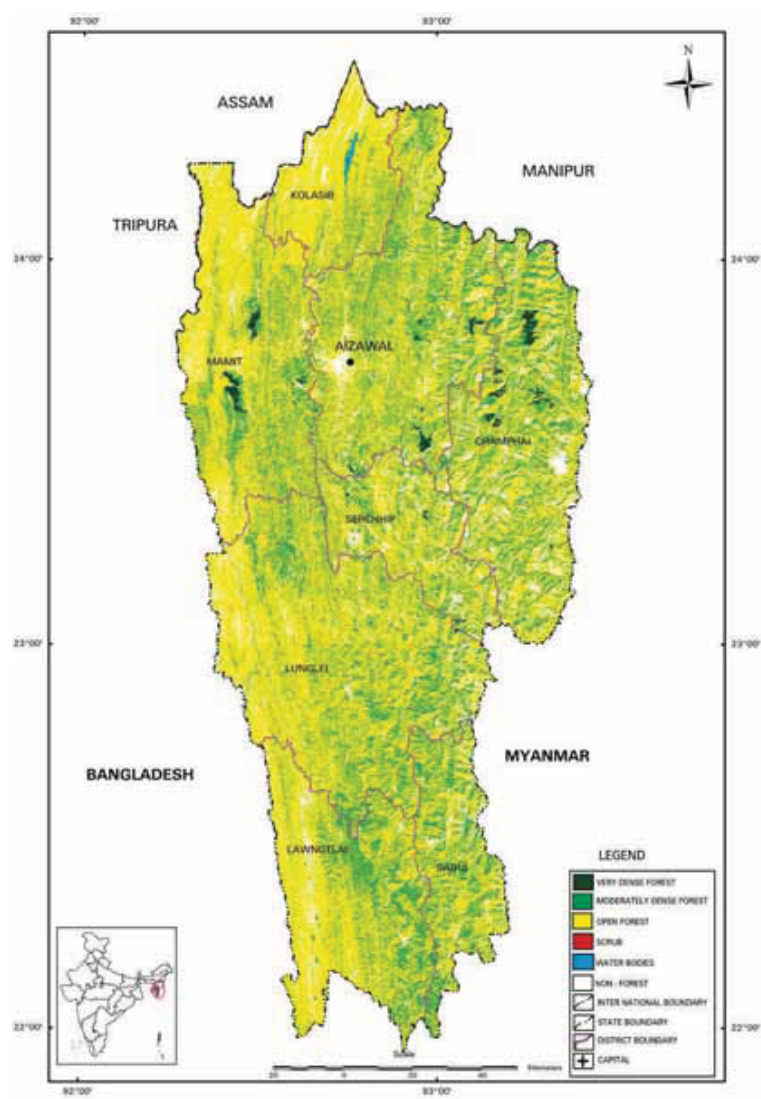 92°00'
93°00'
N
ASSAM
MANIPUR
KOLASIB
TRIPURA
24°00'
24°00'
AIZAWAL
MAMIT
CHAMPHAI
SERCHHIP
23°00'
23°00'
LUNGLEI
MYANMAR
BANGLADESH
LAWNGTLAI
SAIHA
LEGEND
VERY DENSE FOREST
MODERATELY DENSE FOREST
OPEN FOREST
SCRUB
WATER BODIES
NON - FOREST
INTER NATIONAL BOUNDARY
STATE BOUNDARY
DISTRICT BOUNDARY
CAPITAL
22°00'
22°00'
Scale
20 0 20 40 Kilometers
92°00'
93°00'